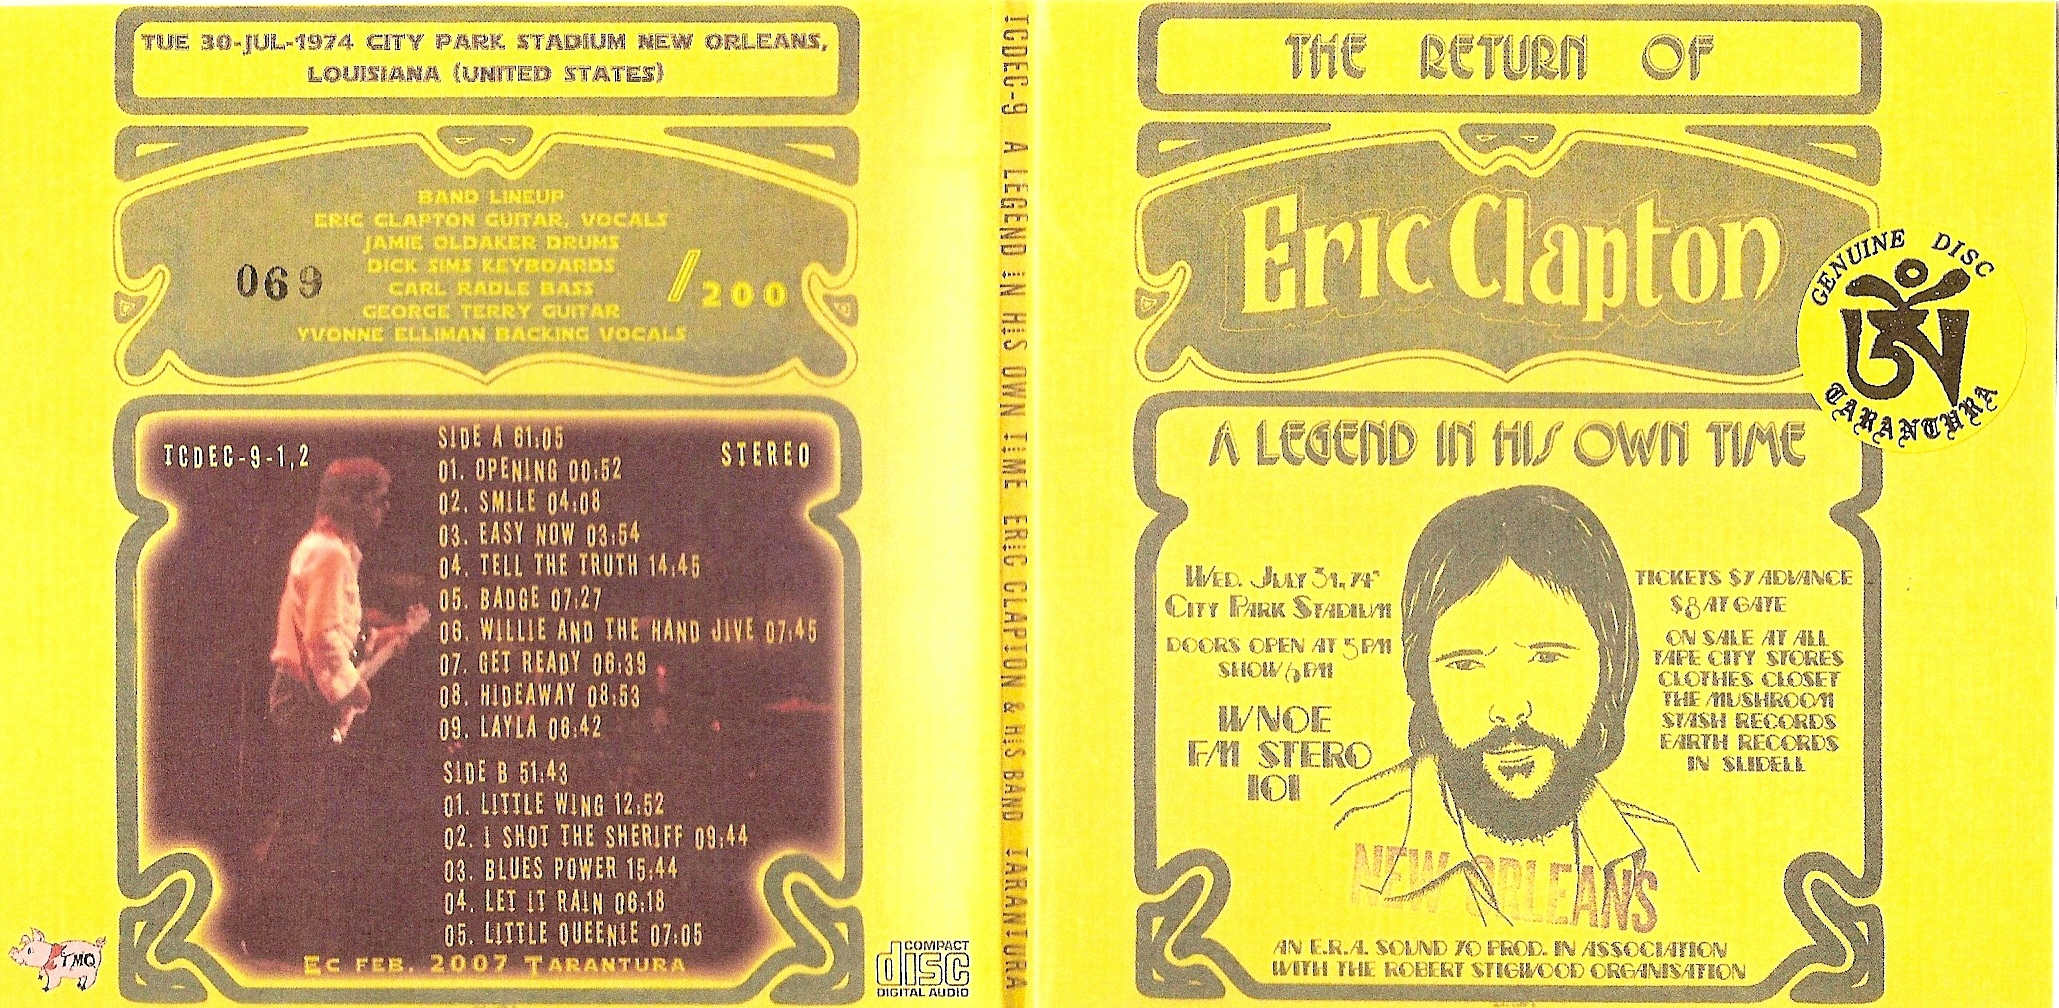 TUE 30-JUL-1974 CITY PARK STADIUM NEW ORLEANS,
LOUISIANA (UNITED STATES)
BAND LINEUP
ERIC CLAPTON GUITAR, VOCALS
JAMIE OLDAKER DRUMS
DICK SIMS KEYBOARDS
CARL RADLE BASS
GEORGE TERRY GUITAR
YVONNE ELLIMAN BACKING VOCALS
069 /200
TCDEC-9-1,2
STEREO
SIDE A 61:05
01. OPENING 00:52
02. SMILE 04:08
03. EASY NOW 03:54
04. TELL THE TRUTH 14:45
05. BADGE 07:27
06. WILLIE AND THE HAND JIVE 07:45
07. GET READY 06:39
08. HIDEAWAY 08:53
09. LAYLA 06:42
SIDE B 51:43
01. LITTLE WING 12:52
02. I SHOT THE SHERIFF 09:44
03. BLUES POWER 15:44
04. LET IT RAIN 06:18
05. LITTLE QUEENIE 07:05
EC FEB. 2007 TARANTURA
TMQ
COMPACT
disc
DIGITAL AUDIO
TCDEC-9 A LEGEND IN HIS OWN TIME ERIC CLAPTON & HIS BAND TARANTURA
THE RETURN OF
Eric Clapton
GENUINE DISC
TARANTURA
A LEGEND IN HIS OWN TIME
WED. JULY 31, 74"
CITY PARK STADIUM
DOORS OPEN AT 5 PM
SHOW 6 PM
WNOE
FM STERO
101
TICKETS $7 ADVANCE
$8 AT GATE
ON SALE AT ALL
TAPE CITY STORES
CLOTHES CLOSET
THE MUSHROOM
STASH RECORDS
EARTH RECORDS
IN SLIDELL
NEW ORLEANS
AN E.R.A. SOUND 70 PROD. IN ASSOCIATION
WITH THE ROBERT STIGWOOD ORGANISATION